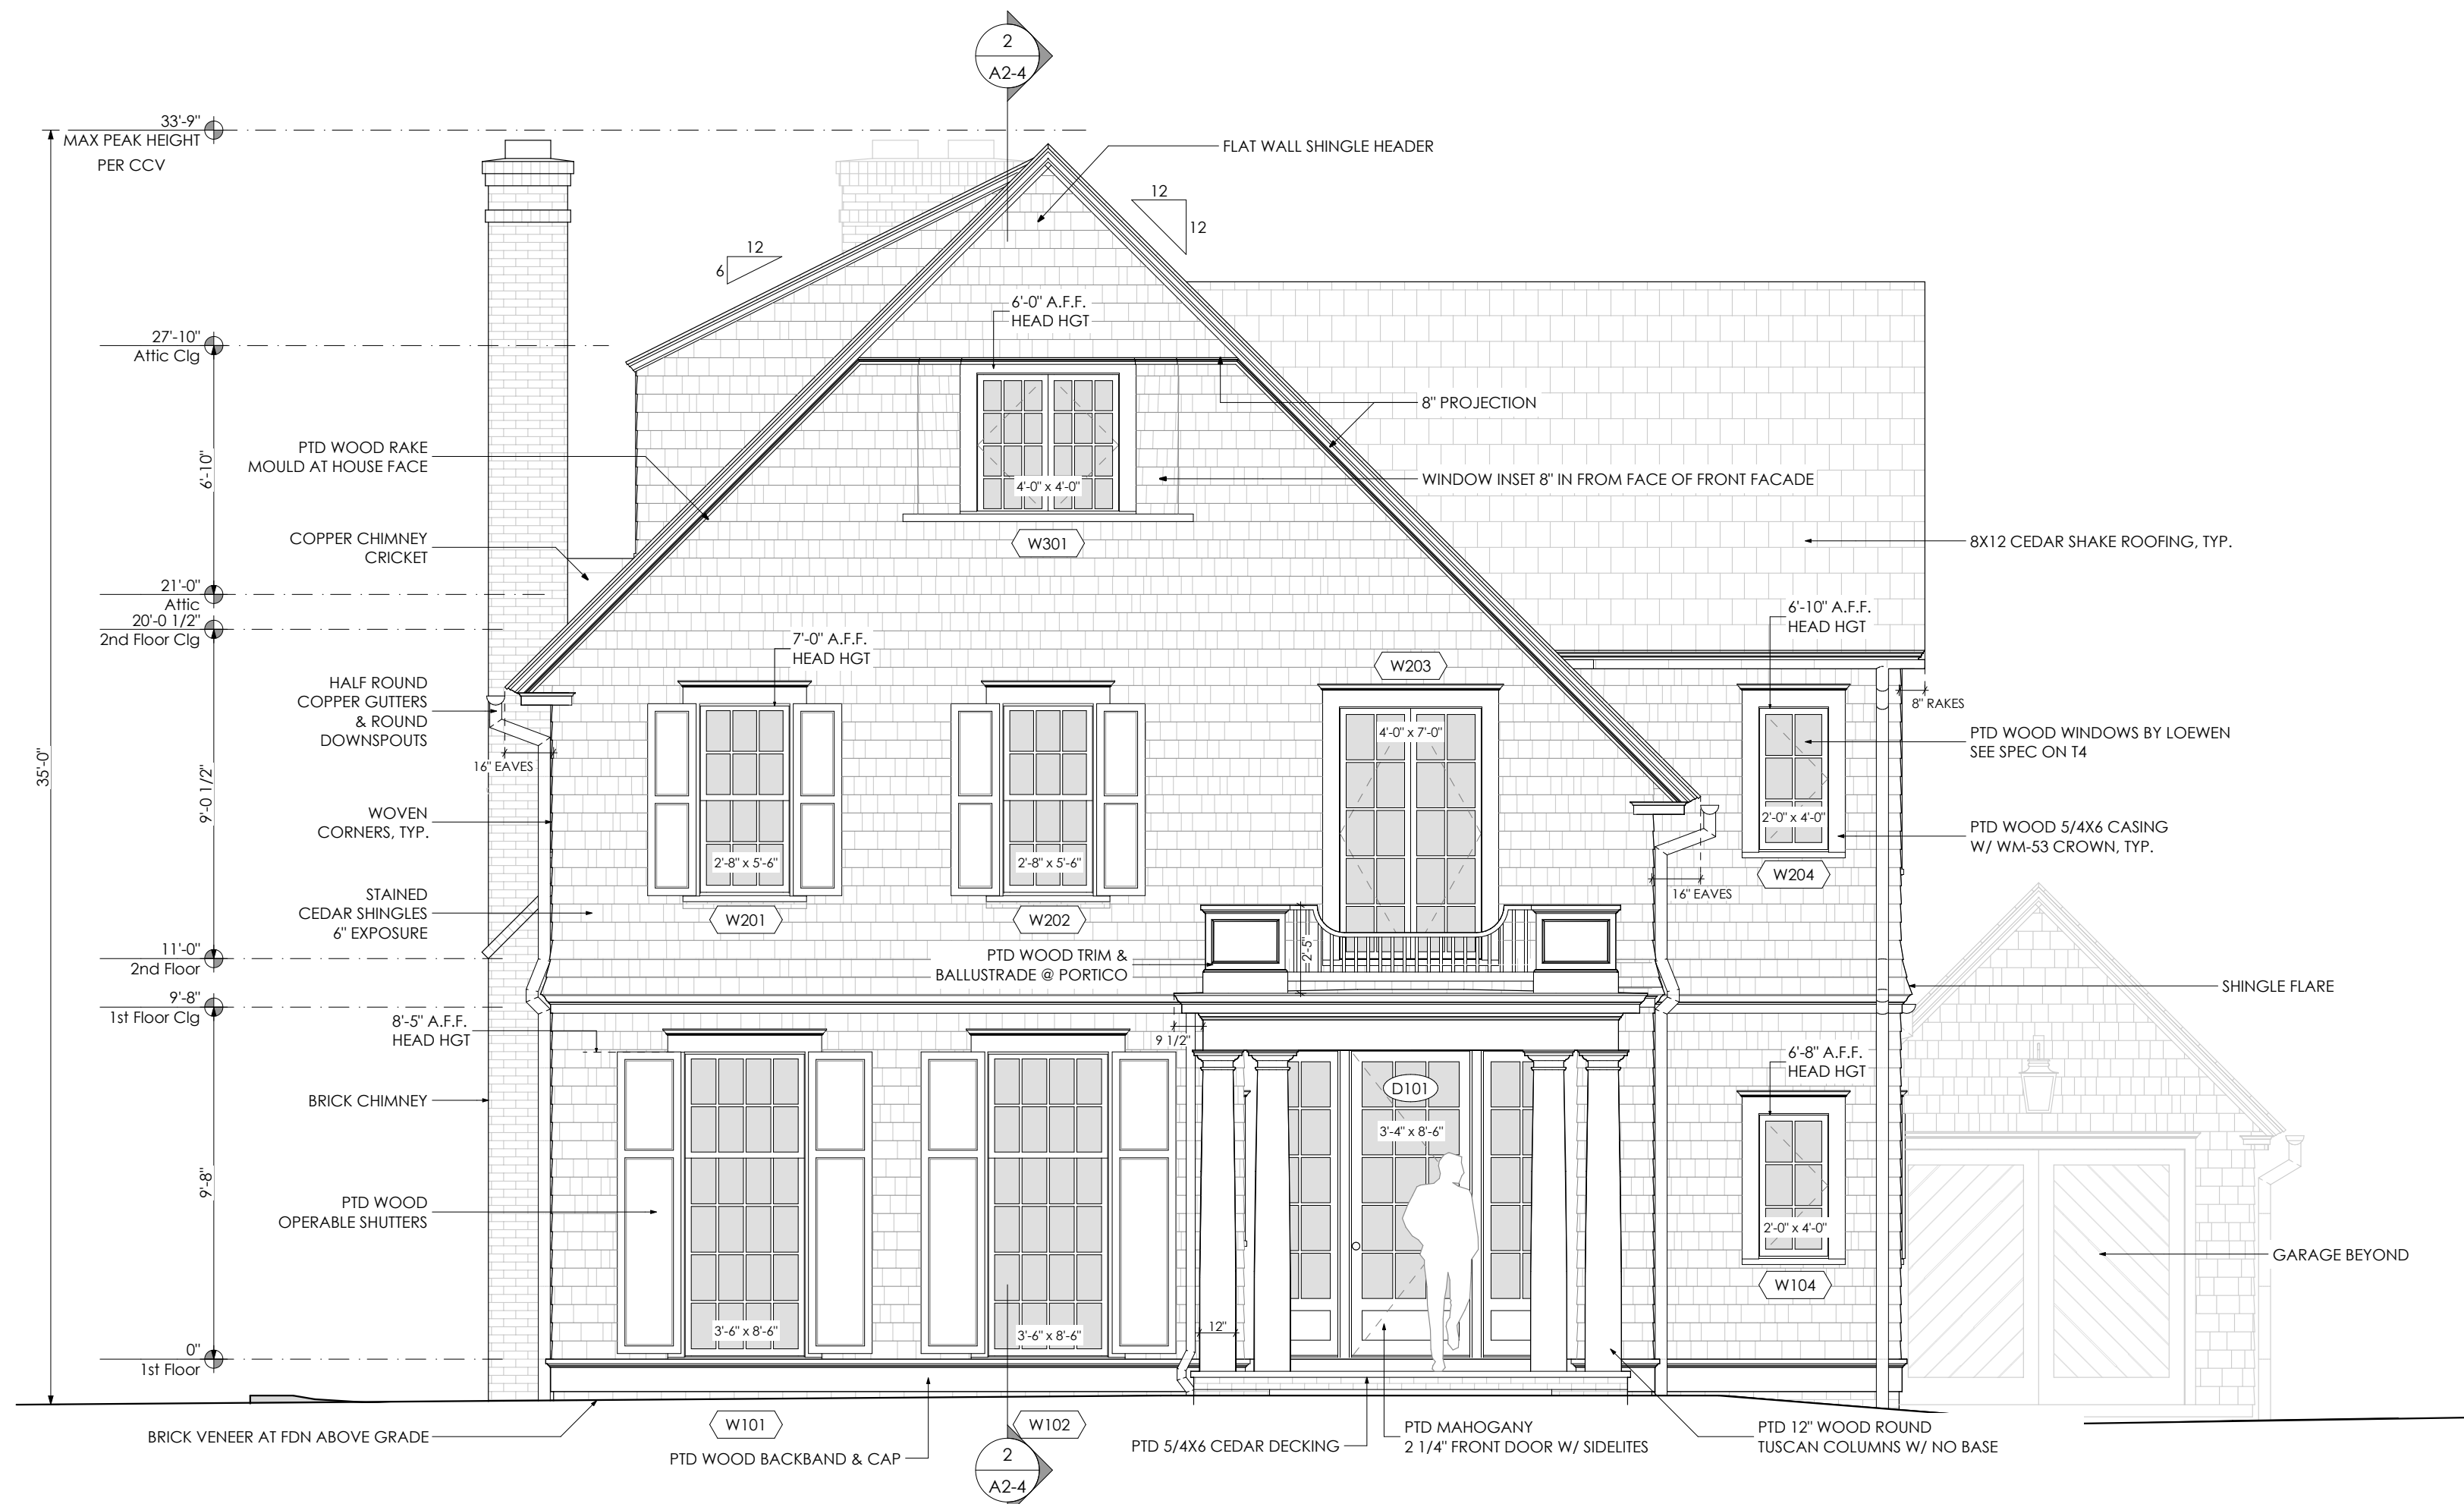 2
A2-4
33'-9"
MAX PEAK HEIGHT
PER CCV
FLAT WALL SHINGLE HEADER
12
12
12
6
6'-0" A.F.F.
HEAD HGT
27'-10"
Attic Clg
8" PROJECTION
PTD WOOD RAKE
MOULD AT HOUSE FACE
6'-10"
WINDOW INSET 8" IN FROM FACE OF FRONT FACADE
4'-0" x 4'-0"
W301
COPPER CHIMNEY
CRICKET
8X12 CEDAR SHAKE ROOFING, TYP.
21'-0"
Attic
20'-0 1/2"
2nd Floor Clg
6'-10" A.F.F.
HEAD HGT
7'-0" A.F.F.
HEAD HGT
W203
HALF ROUND
COPPER GUTTERS
& ROUND
DOWNSPOUTS
8" RAKES
4'-0" x 7'-0"
PTD WOOD WINDOWS BY LOEWEN
SEE SPEC ON T4
16" EAVES
35'-0"
9'-0 1/2"
WOVEN
CORNERS, TYP.
2'-0" x 4'-0"
PTD WOOD 5/4X6 CASING
W/ WM-53 CROWN, TYP.
2'-8" x 5'-6"
2'-8" x 5'-6"
W204
16" EAVES
STAINED
CEDAR SHINGLES
6" EXPOSURE
W201
W202
11'-0"
2nd Floor
PTD WOOD TRIM &
BALLUSTRADE @ PORTICO
2'-5"
SHINGLE FLARE
9'-8"
1st Floor Clg
8'-5" A.F.F.
HEAD HGT
9 1/2"
6'-8" A.F.F.
HEAD HGT
D101
BRICK CHIMNEY
3'-4" x 8'-6"
9'-8"
PTD WOOD
OPERABLE SHUTTERS
2'-0" x 4'-0"
GARAGE BEYOND
W104
12"
3'-6" x 8'-6"
3'-6" x 8'-6"
0"
1st Floor
W101
W102
BRICK VENEER AT FDN ABOVE GRADE
PTD WOOD BACKBAND & CAP
PTD 5/4X6 CEDAR DECKING
PTD MAHOGANY
2 1/4" FRONT DOOR W/ SIDELITES
PTD 12" WOOD ROUND
TUSCAN COLUMNS W/ NO BASE
2
A2-4